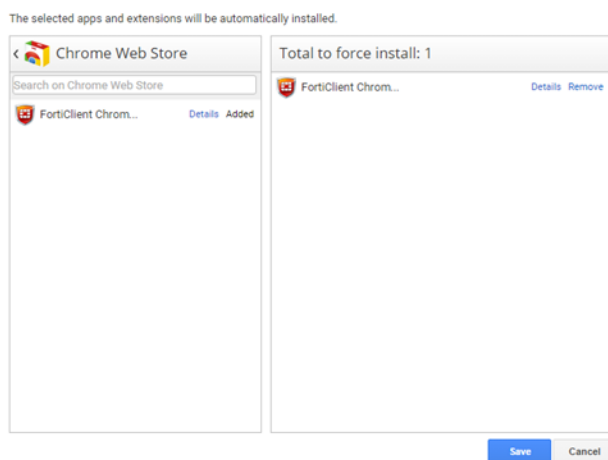 The selected apps and extensions will be automatically installed.
Chrome Web Store
Search on Chrome Web Store
FortiClient Chrom... Details Added
Total to force install: 1
FortiClient Chrom... Details Remove
Save Cancel